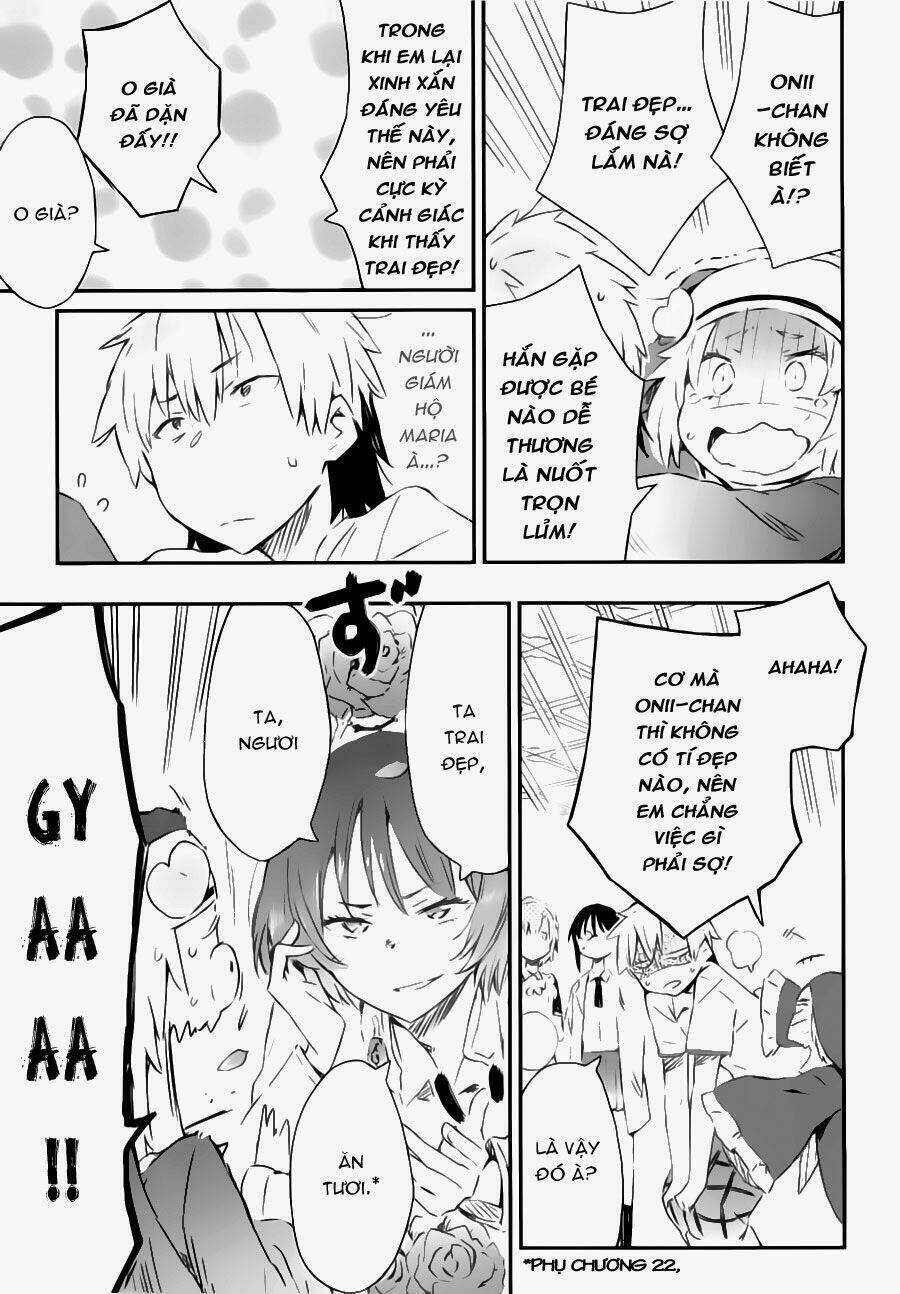 ONII
-CHAN
KHÔNG
BIẾT
À!?
TRAI ĐẸP...
ĐÁNG SỢ
LẮM NÀ!
HẮN GẶP
ĐƯỢC BÉ
NÀO DỄ
THƯƠNG
LÀ NUỐT
TRỌN
LỦM!
TRONG
KHI EM LẠI
XINH XẮN
ĐÁNG YÊU
THẾ NÀY,
NÊN PHẢI
CỰC KỲ
CẢNH GIÁC
KHI THẤY
TRAI ĐẸP!
O GIÀ
ĐÃ DẶN
ĐẤY!!
O GIÀ?
...
NGƯỜI
GIÁM
HỘ
MARIA
À...?
AHAHA!
CƠ MÀ
ONII-CHAN
THÌ KHÔNG
CÓ TÍ ĐẸP
NÀO, NÊN
EM CHẲNG
VIỆC GÌ
PHẢI SỢ!
LÀ VẬY
ĐÓ À?
*PHỤ CHƯƠNG 22,
ず
TA
TRAI
ĐẸP,
TA,
NGƯƠI
ĂN
TƯƠI.*
GY
AA
AA
!!